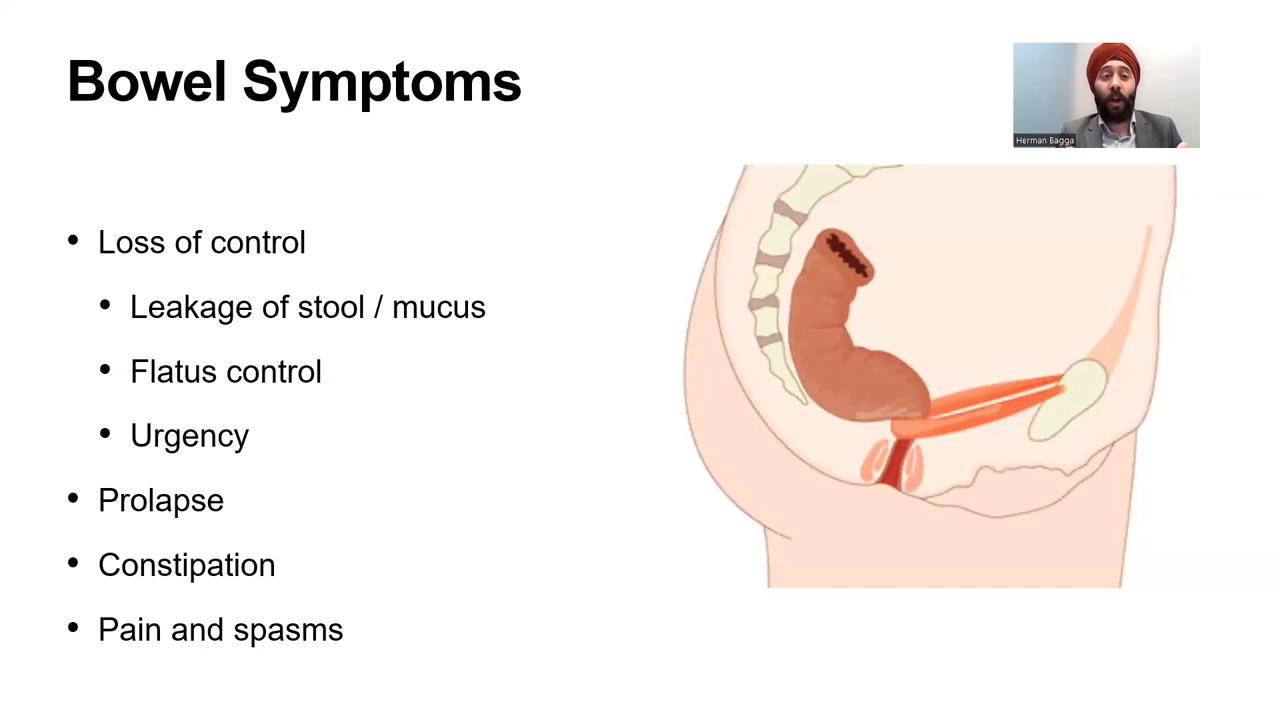 Bowel Symptoms
Herman Bagga
• Loss of control
• Leakage of stool / mucus
• Flatus control
• Urgency
• Prolapse
• Constipation
• Pain and spasms